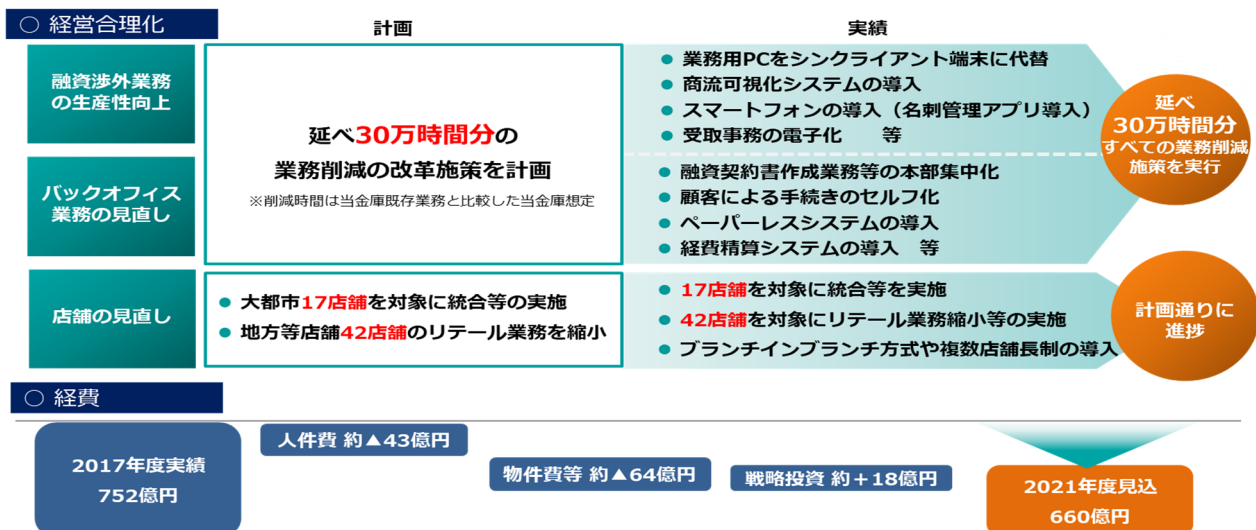 ○ 経営合理化
計画
実績
融資渉外業務
の生産性向上
延べ30万時間分の
業務削減の改革施策を計画
※削減時間は当金庫既存業務と比較した当金庫想定
● 業務用PCをシンクライアント端末に代替
● 商流可視化システムの導入
● スマートフォンの導入（名刺管理アプリ導入）
● 受取事務の電子化　等
延べ
30万時間分
すべての業務削減
施策を実行
バックオフィス
業務の見直し
● 融資契約書作成業務等の本部集中化
● 顧客による手続きのセルフ化
● ペーパーレスシステムの導入
● 経費精算システムの導入　等
店舗の見直し
● 大都市17店舗を対象に統合等の実施
● 地方等店舗42店舗のリテール業務を縮小
● 17店舗を対象に統合等を実施
● 42店舗を対象にリテール業務縮小等の実施
● ブランチインブランチ方式や複数店舗長制の導入
計画通りに
進捗
○ 経費
2017年度実績
752億円
人件費 約▲43億円
物件費等 約▲64億円
戦略投資 約＋18億円
2021年度見込
660億円